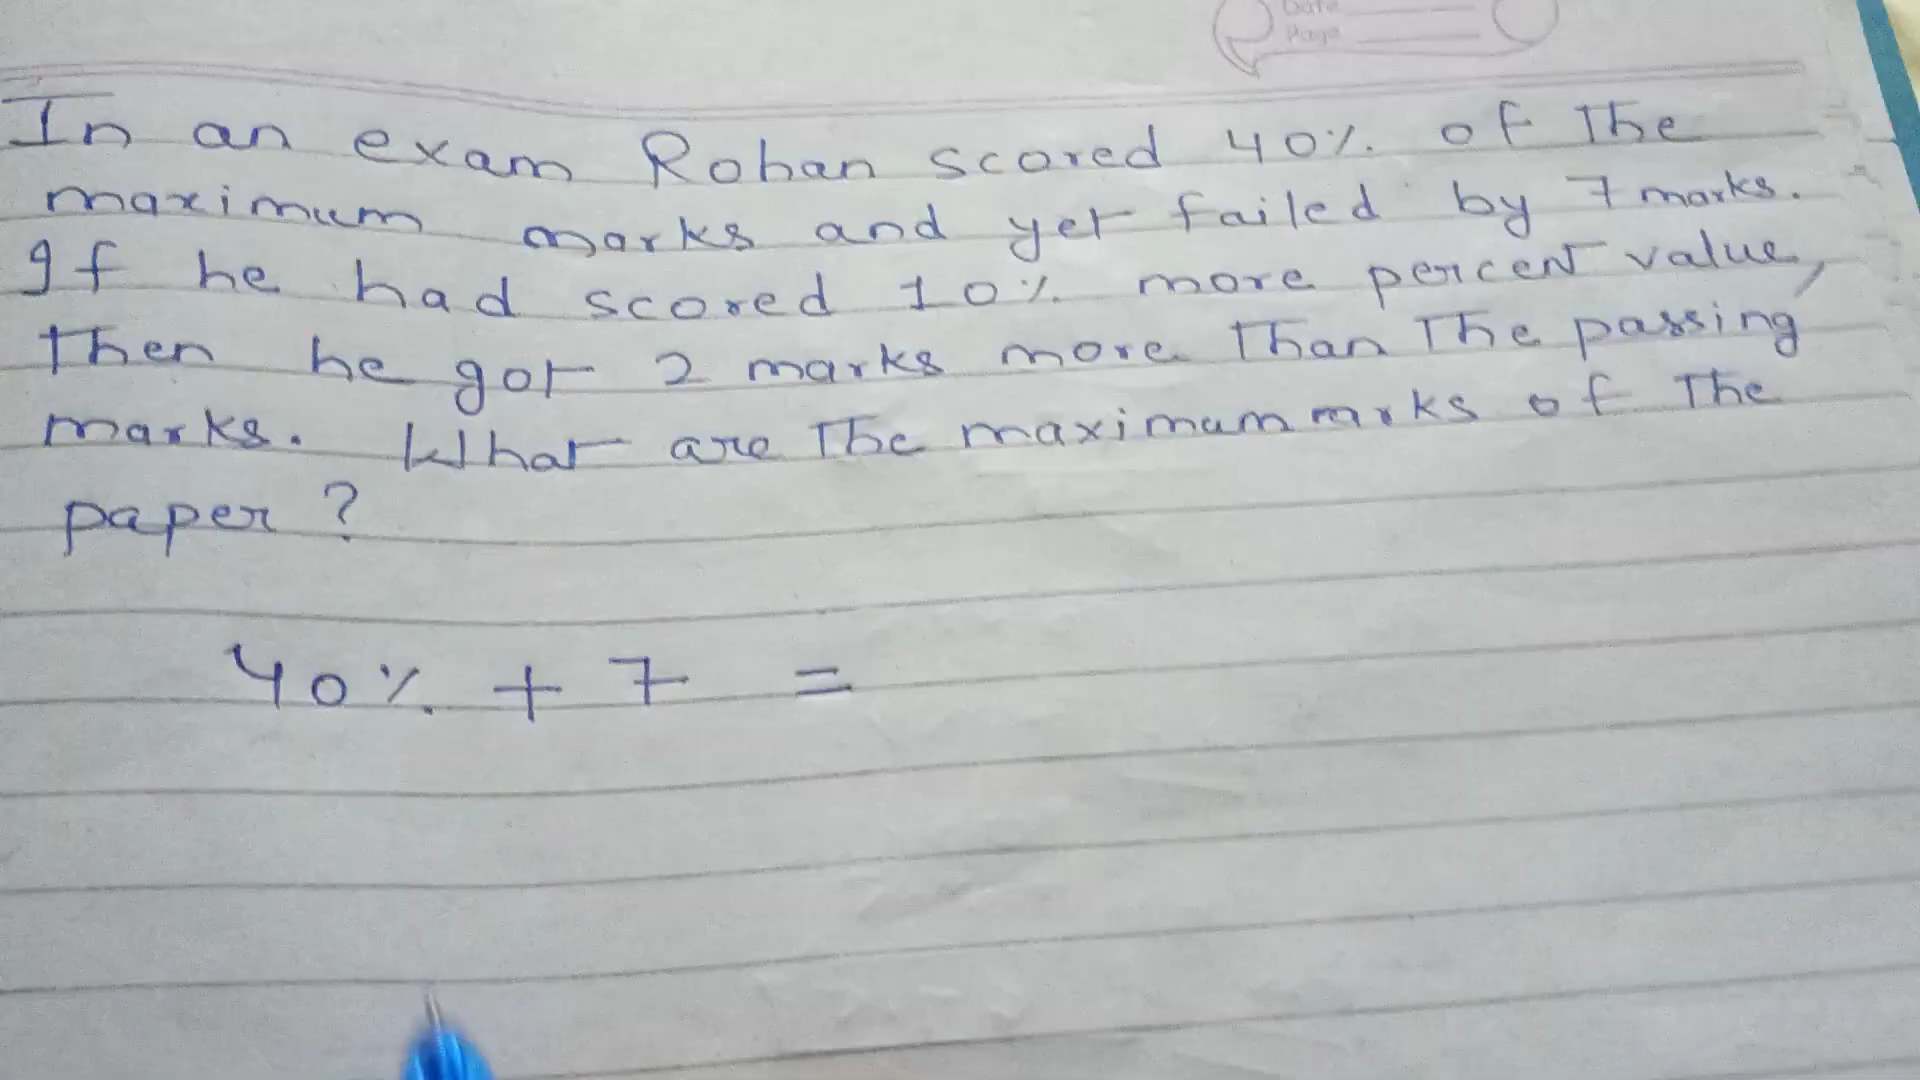 Date
Page
In an exam Rohan scored 40% of The
maximum marks and yet failed by 7 marks.
If he had scored 10% more percent value,
Then he got 2 marks more Than The passing
marks. What are The maximum marks of The
paper?
40% + 7 =